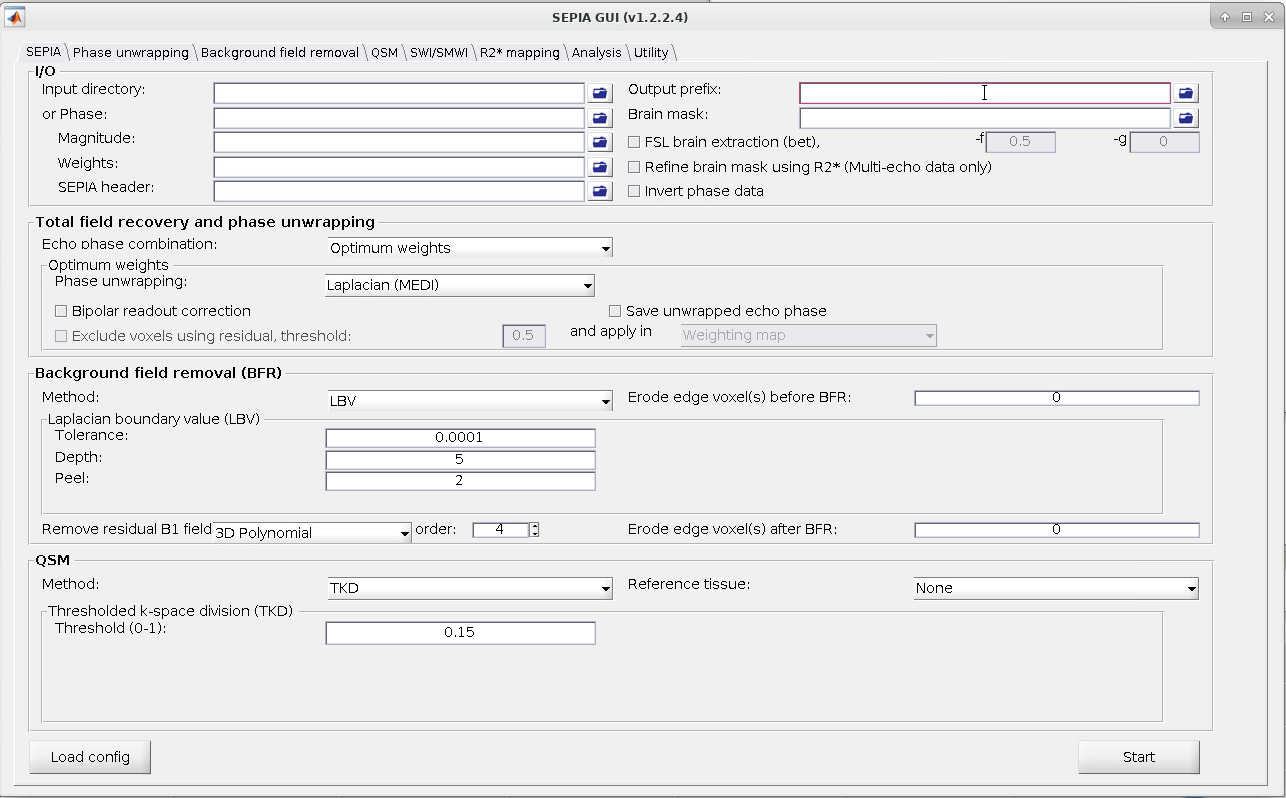 SEPIA GUI (v1.2.2.4)
SEPIA Phase unwrapping Background field removal QSM SWI/SMWI R2* mapping Analysis Utility
I/O
Input directory: Output prefix:
or Phase: Brain mask:
Magnitude: FSL brain extraction (bet), -f 0.5 -g 0
Weights: Refine brain mask using R2* (Multi-echo data only)
SEPIA header: Invert phase data
Total field recovery and phase unwrapping
Echo phase combination: Optimum weights
Optimum weights
Phase unwrapping: Laplacian (MEDI)
Bipolar readout correction Save unwrapped echo phase
Exclude voxels using residual, threshold: 0.5 and apply in Weighting map
Background field removal (BFR)
Method: LBV Erode edge voxel(s) before BFR: 0
Laplacian boundary value (LBV)
Tolerance: 0.0001
Depth: 5
Peel: 2
Remove residual B1 field 3D Polynomial order: 4 Erode edge voxel(s) after BFR: 0
QSM
Method: TKD Reference tissue: None
Thresholded k-space division (TKD)
Threshold (0-1): 0.15
Load config Start